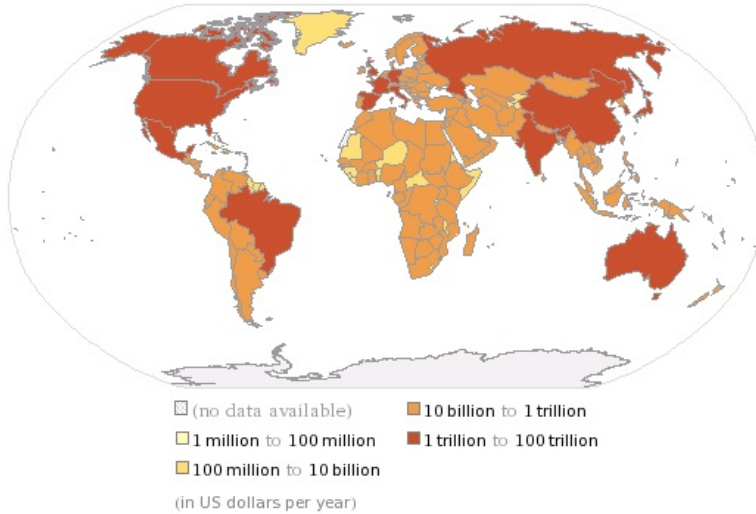 (no data available)
1 million to 100 million
100 million to 10 billion
10 billion to 1 trillion
1 trillion to 100 trillion
(in US dollars per year)